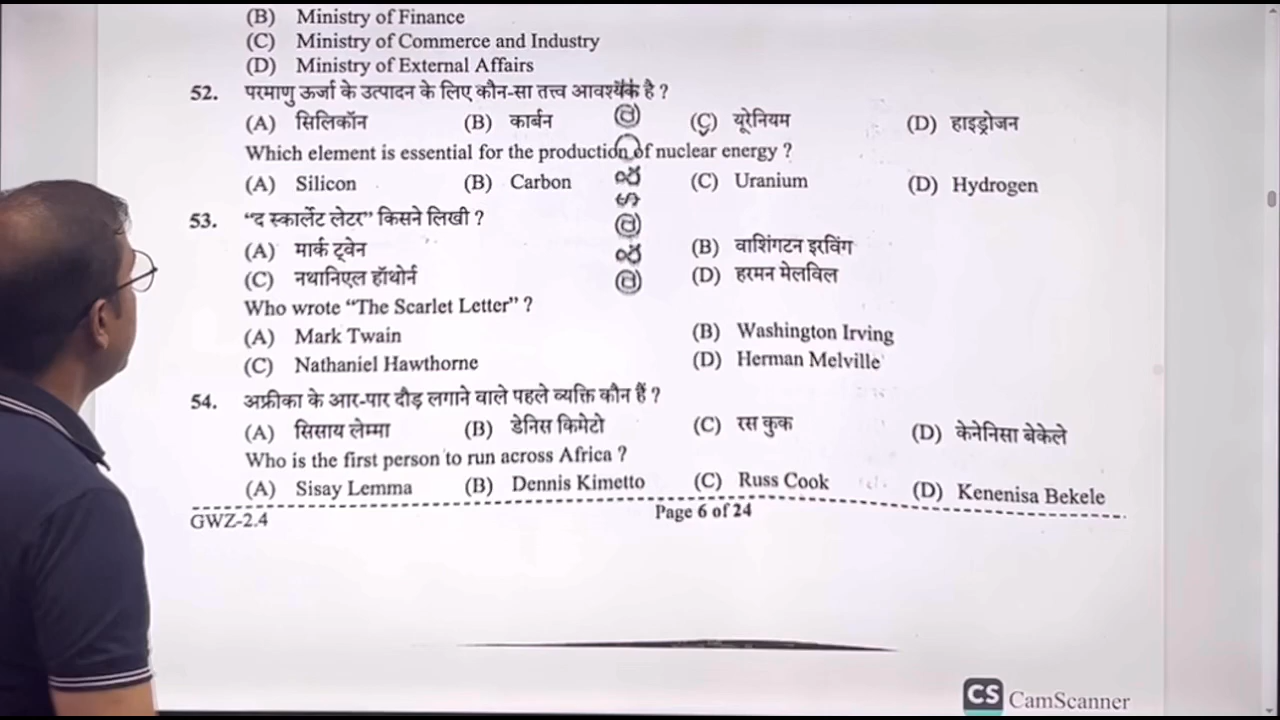 (B) Ministry of Finance
(C) Ministry of Commerce and Industry
(D) Ministry of External Affairs
52. परमाणु ऊर्जा के उत्पादन के लिए कौन-सा तत्त्व आवश्यक है ?
(A) सिलिकॉन (B) कार्बन (C) यूरेनियम (D) हाइड्रोजन
Which element is essential for the production of nuclear energy ?
(A) Silicon (B) Carbon (C) Uranium (D) Hydrogen
53. “द स्कार्लेट लेटर” किसने लिखी ?
(A) मार्क ट्वेन (B) वाशिंगटन इरविंग
(C) नथानिएल हॉथोर्न (D) हरमन मेलविल
Who wrote “The Scarlet Letter” ?
(A) Mark Twain (B) Washington Irving
(C) Nathaniel Hawthorne (D) Herman Melville
54. अफ्रीका के आर-पार दौड़ लगाने वाले पहले व्यक्ति कौन हैं ?
(A) सिसाय लेम्मा (B) डेनिस किमेटो (C) रस कुक (D) केनेनिसा बेकेले
Who is the first person to run across Africa ?
(A) Sisay Lemma (B) Dennis Kimetto (C) Russ Cook (D) Kenenisa Bekele
GWZ-2.4 Page 6 of 24
CS CamScanner